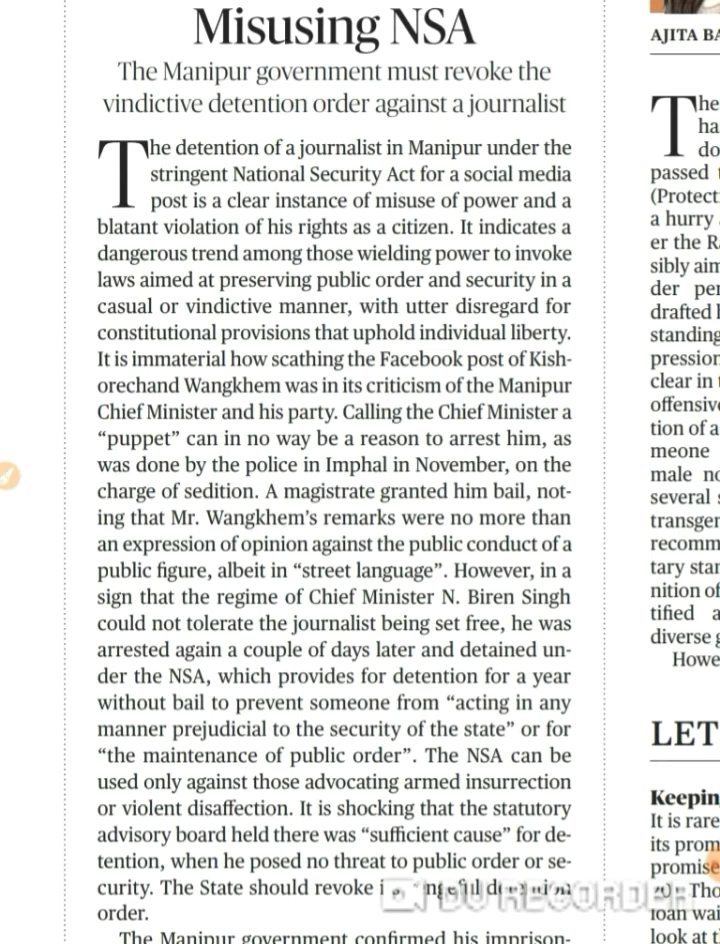 Misusing NSA
The Manipur government must revoke the
vindictive detention order against a journalist
The detention of a journalist in Manipur under the
stringent National Security Act for a social media
post is a clear instance of misuse of power and a
blatant violation of his rights as a citizen. It indicates a
dangerous trend among those wielding power to invoke
laws aimed at preserving public order and security in a
casual or vindictive manner, with utter disregard for
constitutional provisions that uphold individual liberty.
It is immaterial how scathing the Facebook post of Kish-
orechand Wangkhem was in its criticism of the Manipur
Chief Minister and his party. Calling the Chief Minister a
“puppet” can in no way be a reason to arrest him, as
was done by the police in Imphal in November, on the
charge of sedition. A magistrate granted him bail, not-
ing that Mr. Wangkhem’s remarks were no more than
an expression of opinion against the public conduct of a
public figure, albeit in “street language”. However, in a
sign that the regime of Chief Minister N. Biren Singh
could not tolerate the journalist being set free, he was
arrested again a couple of days later and detained un-
der the NSA, which provides for detention for a year
without bail to prevent someone from “acting in any
manner prejudicial to the security of the state” or for
“the maintenance of public order”. The NSA can be
used only against those advocating armed insurrection
or violent disaffection. It is shocking that the statutory
advisory board held there was “sufficient cause” for de-
tention, when he posed no threat to public order or se-
curity. The State should revoke
order.
The Manipur government confirmed his imprison-
DU RECORDER
AJITA BA
The
ha
do
passed t
(Protect
a hurry
er the R
sibly aim
der per
drafted
standing
pression
clear in
offensive
tion of a
meone
male no
several
transger
recomm
tary star
nition of
tified a
diverse g
Howe
LET
Keepin
It is rare
its prom
promise
Tho
loan wai
look at t